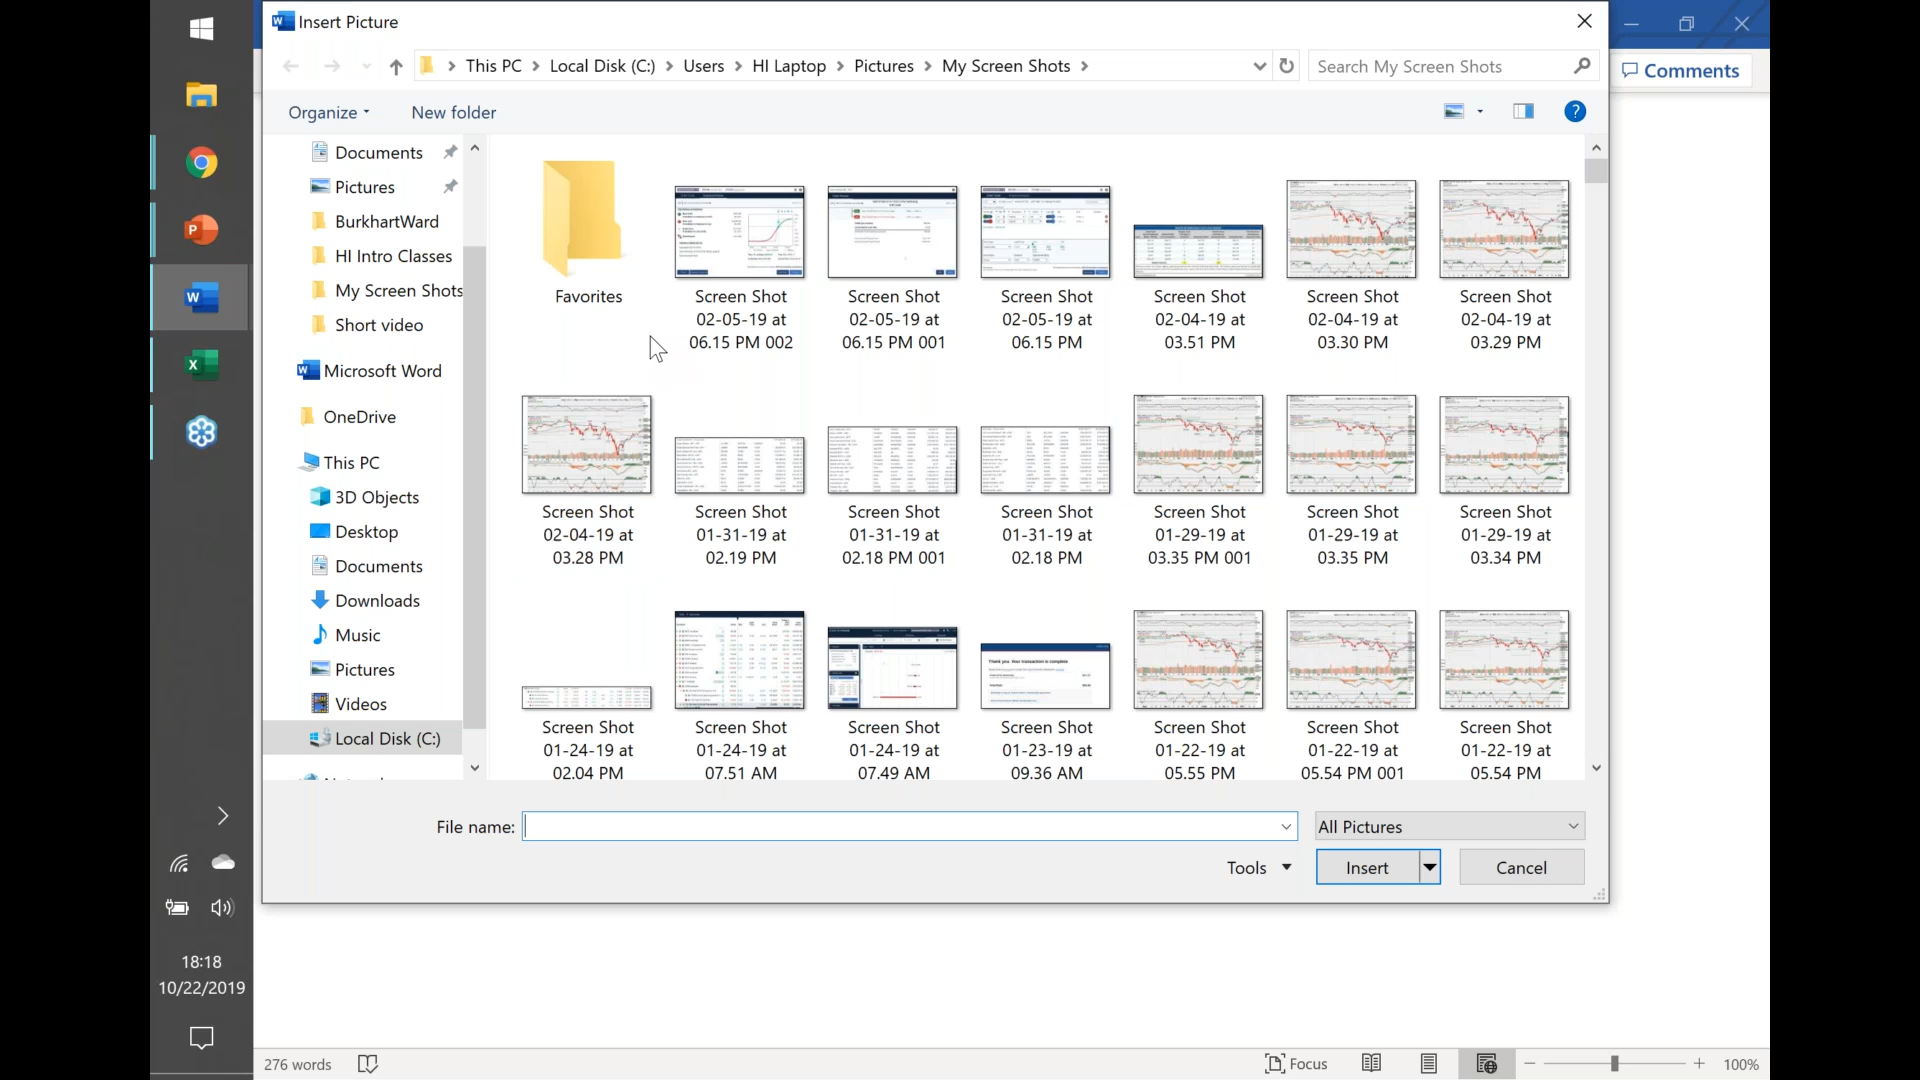 Insert Picture
This PC > Local Disk (C:) > Users > HI Laptop > Pictures > My Screen Shots >
Search My Screen Shots
Comments
Organize
New folder
Documents
Pictures
BurkhartWard
HI Intro Classes
My Screen Shots
Short video
Microsoft Word
OneDrive
This PC
3D Objects
Desktop
Documents
Downloads
Music
Pictures
Videos
Local Disk (C:)
Favorites
Screen Shot
02-05-19 at
06.15 PM 002
Screen Shot
02-05-19 at
06.15 PM 001
Screen Shot
02-05-19 at
06.15 PM
Screen Shot
02-04-19 at
03.51 PM
Screen Shot
02-04-19 at
03.30 PM
Screen Shot
02-04-19 at
03.29 PM
Screen Shot
02-04-19 at
03.28 PM
Screen Shot
01-31-19 at
02.19 PM
Screen Shot
01-31-19 at
02.18 PM 001
Screen Shot
01-31-19 at
02.18 PM
Screen Shot
01-29-19 at
03.35 PM 001
Screen Shot
01-29-19 at
03.35 PM
Screen Shot
01-29-19 at
03.34 PM
Thank you. Your transaction is complete
Screen Shot
01-24-19 at
02.04 PM
Screen Shot
01-24-19 at
07.51 AM
Screen Shot
01-24-19 at
07.49 AM
Screen Shot
01-23-19 at
09.36 AM
Screen Shot
01-22-19 at
05.55 PM
Screen Shot
01-22-19 at
05.54 PM 001
Screen Shot
01-22-19 at
05.54 PM
File name:
All Pictures
Tools
Insert
Cancel
18:18
10/22/2019
276 words
Focus
100%